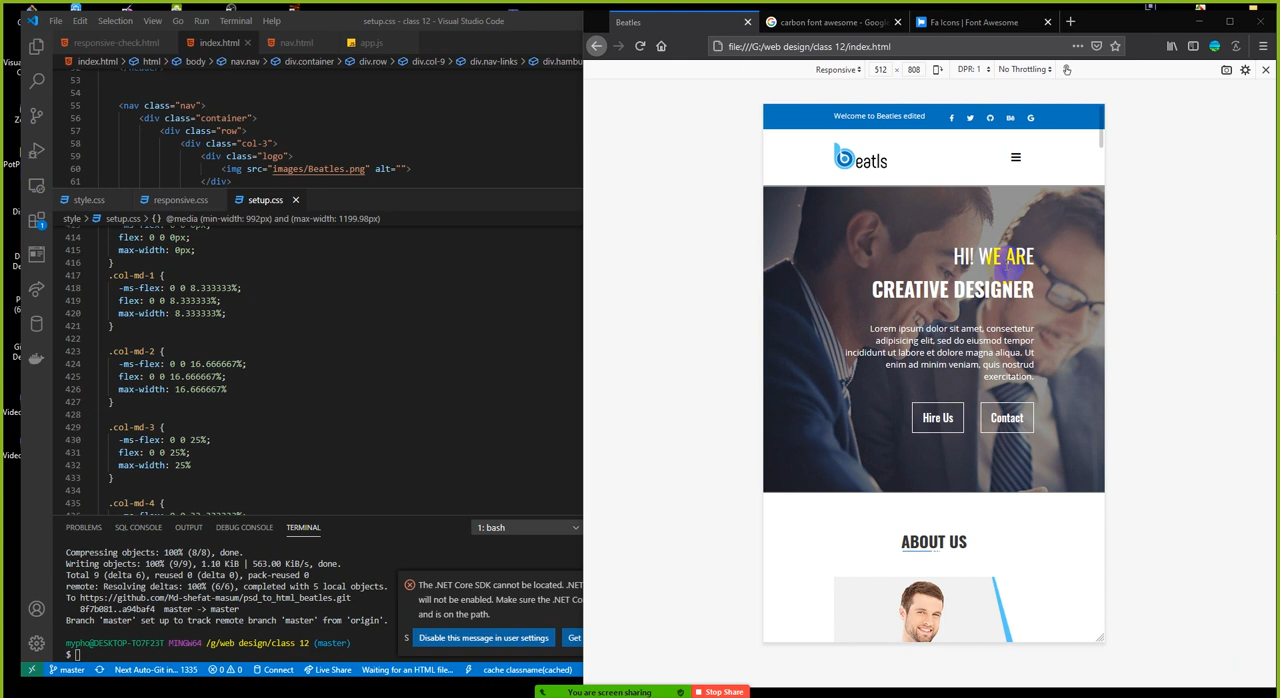 File Edit Selection View Go Run Terminal Help
setup.css - class 12 - Visual Studio Code
responsive-check.html index.html nav.html app.js
index.html > html > body > nav.nav > div.container > div.row > div.col-9 > div.nav-links > div.hambu
53
54
55 <nav class="nav">
56 <div class="container">
57 <div class="row">
58 <div class="col-3">
59 <div class="logo">
60 <img src="images/Beatles.png" alt="">
61 </div>
style.css responsive.css setup.css
style > setup.css > {} @media (min-width: 992px) and (max-width: 1199.98px)
414 flex: 0 0 0px;
415 max-width: 0px;
416 }
417 .col-md-1 {
418 -ms-flex: 0 0 8.333333%;
419 flex: 0 0 8.333333%;
420 max-width: 8.333333%;
421 }
422
423 .col-md-2 {
424 -ms-flex: 0 0 16.666667%;
425 flex: 0 0 16.666667%;
426 max-width: 16.666667%
427 }
428
429 .col-md-3 {
430 -ms-flex: 0 0 25%;
431 flex: 0 0 25%;
432 max-width: 25%
433 }
434
435 .col-md-4 {
PROBLEMS SQL CONSOLE OUTPUT DEBUG CONSOLE TERMINAL 1: bash
Compressing objects: 100% (8/8), done.
Writing objects: 100% (9/9), 1.10 KiB | 563.00 KiB/s, done.
Total 9 (delta 6), reused 0 (delta 0), pack-reused 0
remote: Resolving deltas: 100% (6/6), completed with 5 local objects.
To https://github.com/Md-shefat-masum/psd_to_html_beatles.git
8f7b081..a94baf4 master -> master
Branch 'master' set up to track remote branch 'master' from 'origin'.
mypho@DESKTOP-TO7F23T MINGW64 /g/web design/class 12 (master)
$
The .NET Core SDK cannot be located. .NET
will not be enabled. Make sure the .NET Co
and is on the path.
Disable this message in user settings Get
master Next Auto-Git in... 1335 0 0 Connect Live Share Waiting for an HTML file... cache classname(cached)
Beatles
carbon font awesome - Googl
Fa Icons | Font Awesome
file:///G:/web design/class 12/index.html
Responsive 512 × 808 DPR: 1 No Throttling
Welcome to Beatles edited
beatls
HI! WE ARE
CREATIVE DESIGNER
Lorem ipsum dolor sit amet, consectetur
adipisicing elit, sed do eiusmod tempor
incididunt ut labore et dolore magna aliqua. Ut
enim ad minim veniam, quis nostrud
exercitation.
Hire Us Contact
ABOUT US
You are screen sharing Stop Share